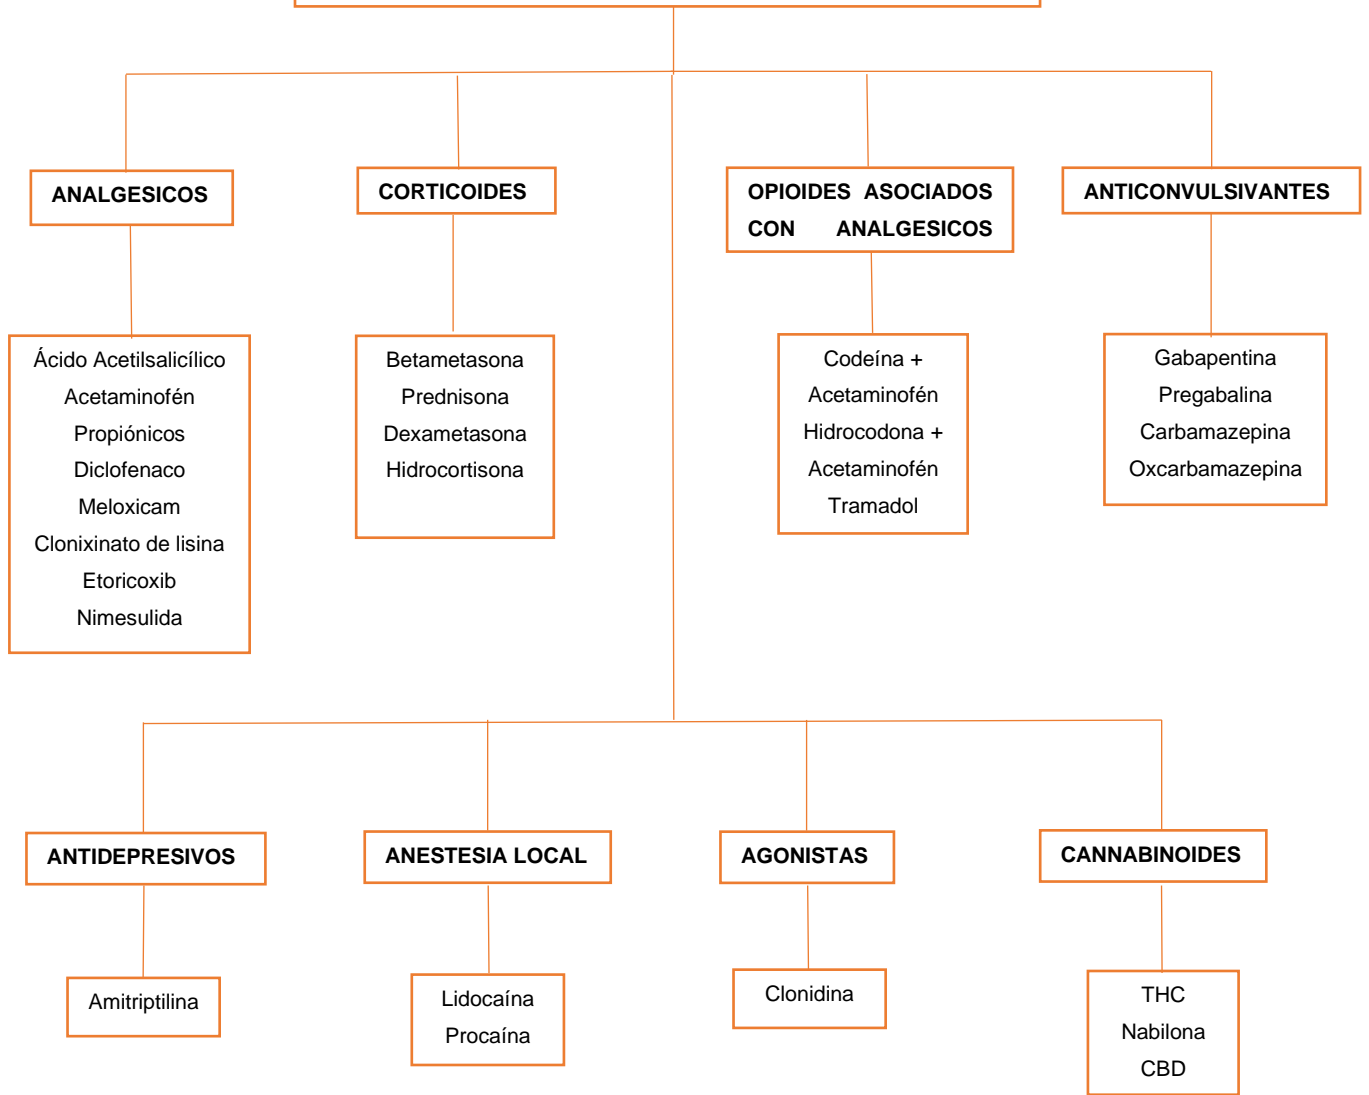 ANALGESICOS
CORTICOIDES
OPIOIDES ASOCIADOS
CON ANALGESICOS
ANTICONVULSIVANTES
Ácido Acetilsalicílico
Acetaminofén
Propiónicos
Diclofenaco
Meloxicam
Clonixinato de lisina
Etoricoxib
Nimesulida
Betametasona
Prednisona
Dexametasona
Hidrocortisona
Codeína +
Acetaminofén
Hidrocodona +
Acetaminofén
Tramadol
Gabapentina
Pregabalina
Carbamazepina
Oxcarbamazepina
ANTIDEPRESIVOS
ANESTESIA LOCAL
AGONISTAS
CANNABINOIDES
Amitriptilina
Lidocaína
Procaína
Clonidina
THC
Nabilona
CBD